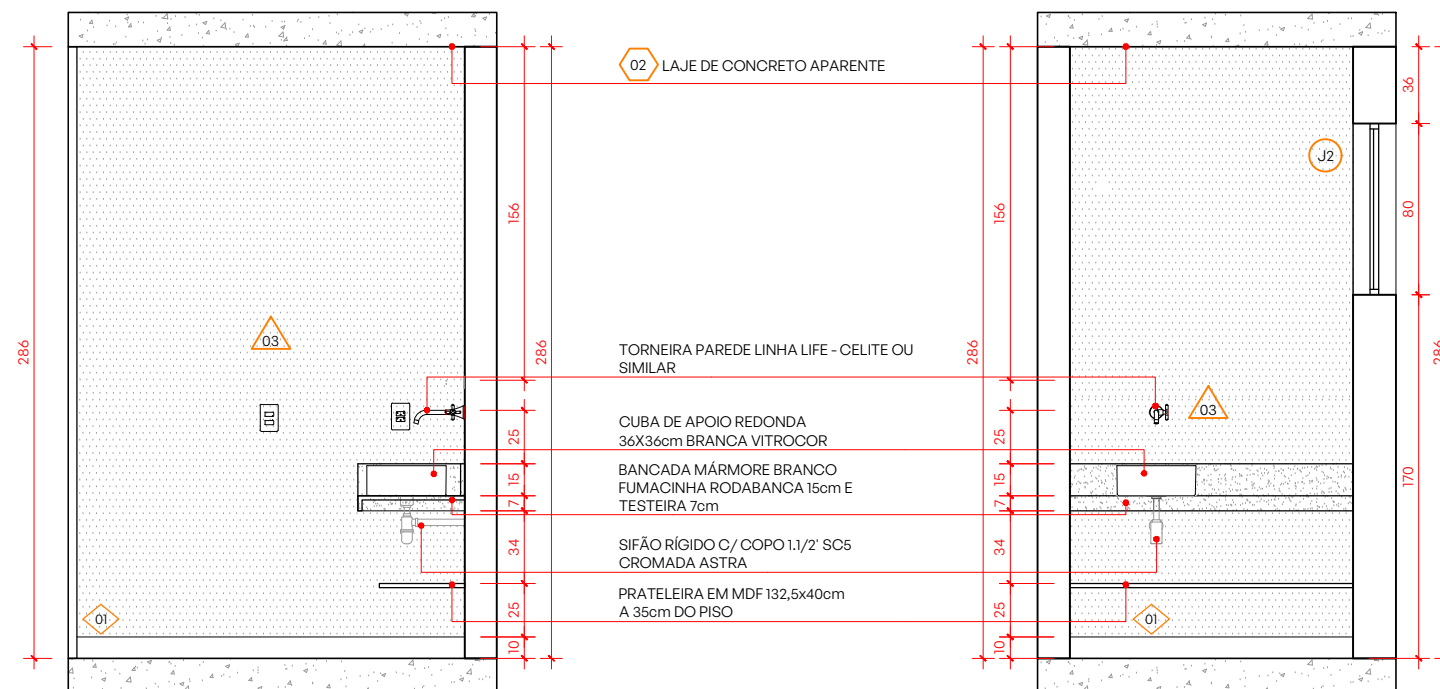 02 LAJE DE CONCRETO APARENTE
36
J2
80
156
156
03
286
286
286
286
TORNEIRA PAREDE LINHA LIFE - CELITE OU
SIMILAR
03
CUBA DE APOIO REDONDA
36X36cm BRANCA VITROCOR
25
25
BANCADA MÁRMORE BRANCO
FUMACINHA RODABANCA 15cm E
TESTEIRA 7cm
15
15
170
7
7
SIFÃO RÍGIDO C/ COPO 1.1/2' SC5
CROMADA ASTRA
34
34
PRATELEIRA EM MDF 132,5x40cm
A 35cm DO PISO
25
25
01
01
10
10